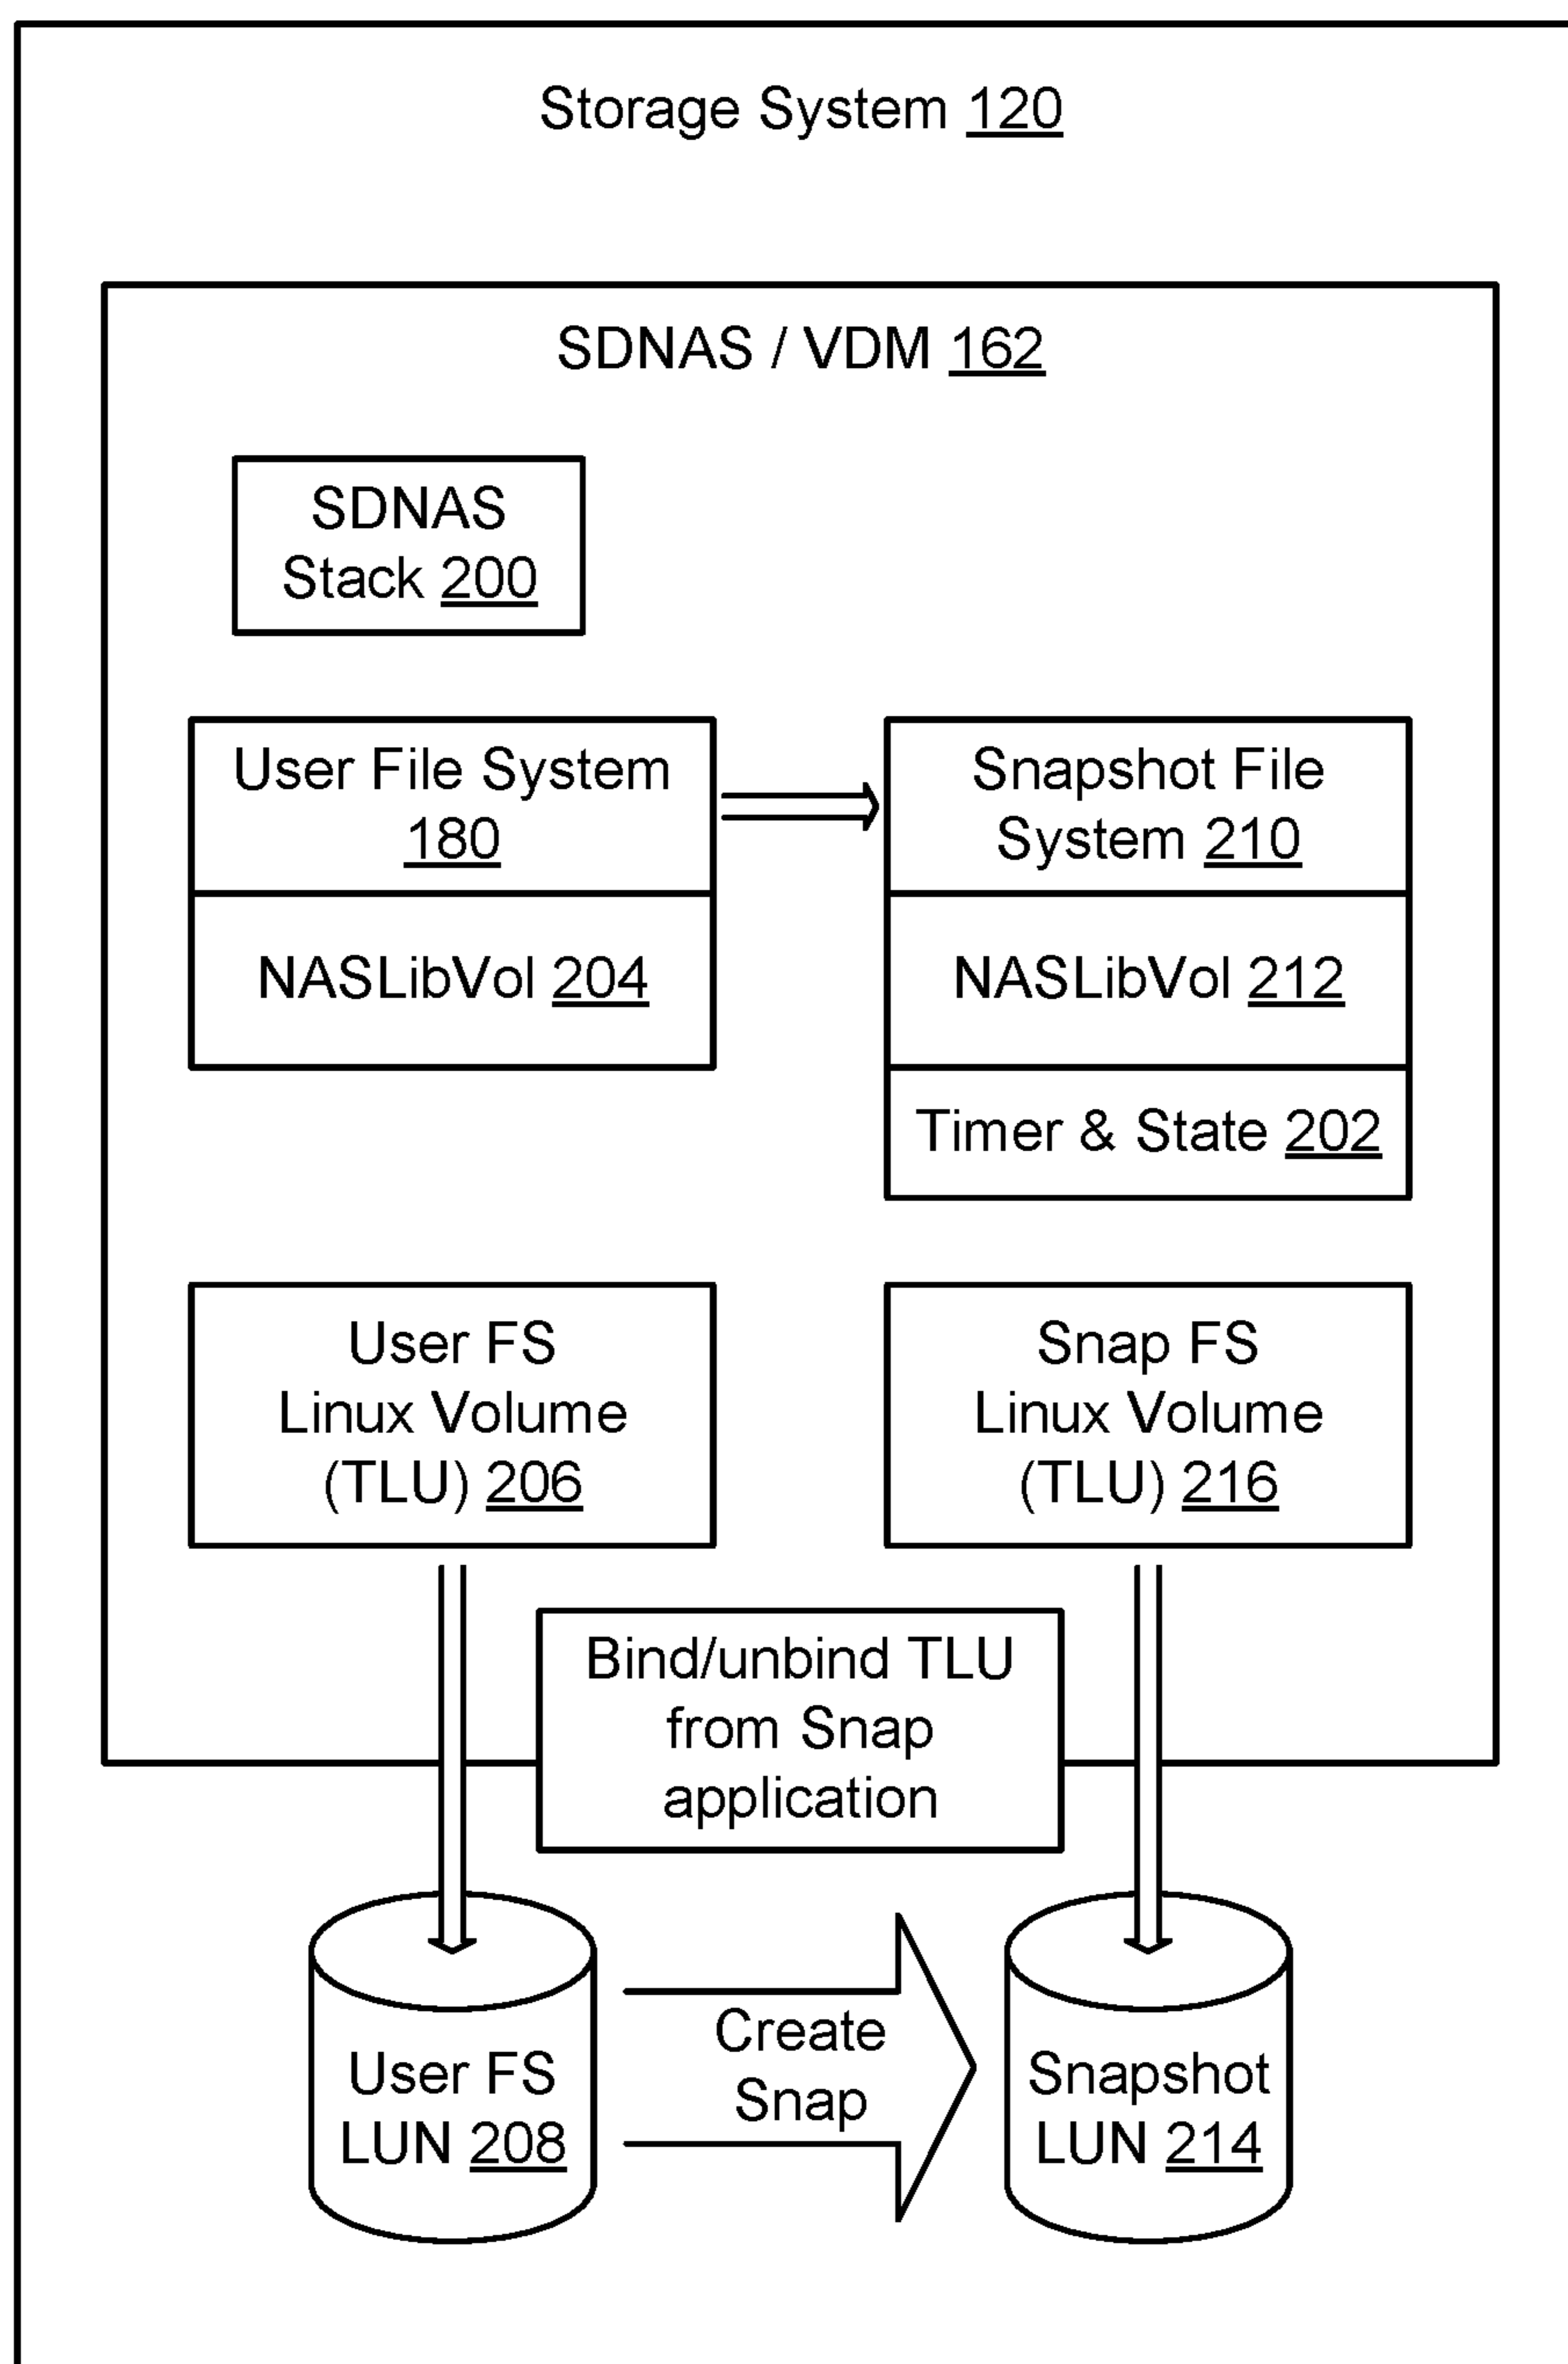 Storage System 120
SDNAS / VDM 162
SDNAS
Stack 200
User File System
180
NASLibVol 204
Snapshot File
System 210
NASLibVol 212
Timer & State 202
User FS
Linux Volume
(TLU) 206
Snap FS
Linux Volume
(TLU) 216
Bind/unbind TLU
from Snap
application
User FS
LUN 208
Create
Snap
Snapshot
LUN 214